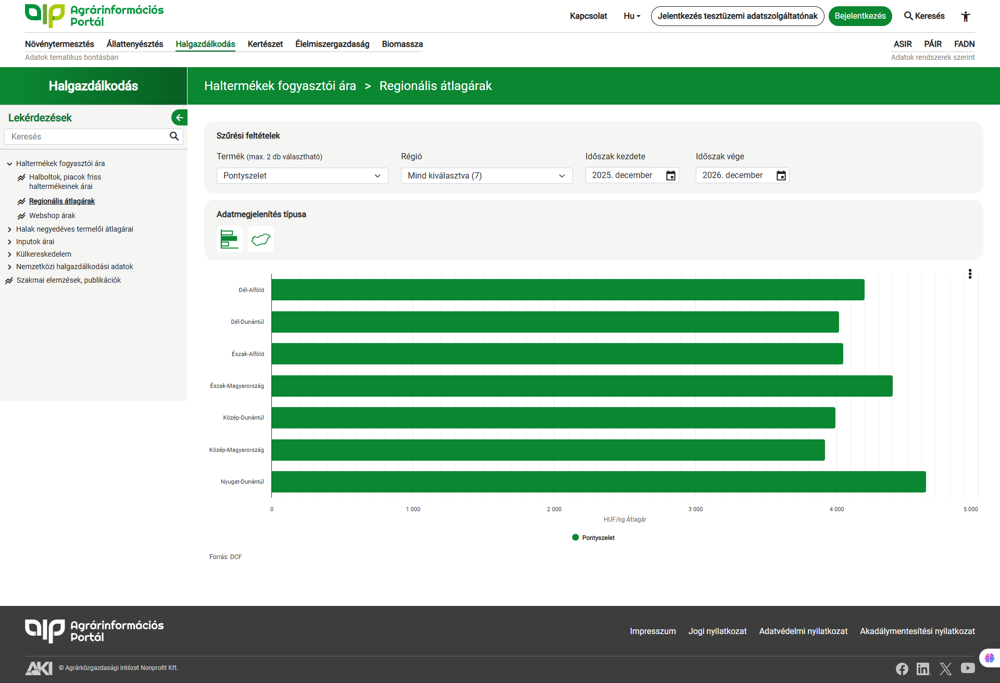 Agrárinformációs
Portál
Kapcsolat
Hu
Jelentkezés tesztüzemi adatszolgáltatónak
Bejelentkezés
Keresés
Növénytermesztés
Állattenyésztés
Halgazdálkodás
Kertészet
Élelmiszergazdaság
Biomassza
Adatok tematikus bontásban
ASIR
PÁIR
FADN
Adatok rendszerek szerint
Halgazdálkodás
Haltermékek fogyasztói ára > Regionális átlagárak
Lekérdezések
Keresés
Haltermékek fogyasztói ára
Halboltok, piacok friss
haltermékeinek árai
Regionális átlagárak
Webshop árak
Halak negyedéves termelői átlagárai
Inputok árai
Külkereskedelem
Nemzetközi halgazdálkodási adatok
Szakmai elemzések, publikációk
Szűrési feltételek
Termék (max. 2 db választható)
Régió
Időszak kezdete
Időszak vége
Pontyszelet
Mind kiválasztva (7)
2025. december
2026. december
Adatmegjelenítés típusa
Dél-Alföld
Dél-Dunántúl
Észak-Alföld
Észak-Magyarország
Közép-Dunántúl
Közép-Magyarország
Nyugat-Dunántúl
0
1 000
2 000
3 000
4 000
5 000
HUF/kg Átlagár
Pontyszelet
Forrás: DCF
Agrárinformációs
Portál
Impresszum
Jogi nyilatkozat
Adatvédelmi nyilatkozat
Akadálymentesítési nyilatkozat
AKI
© Agrárközgazdasági Intézet Nonprofit Kft.